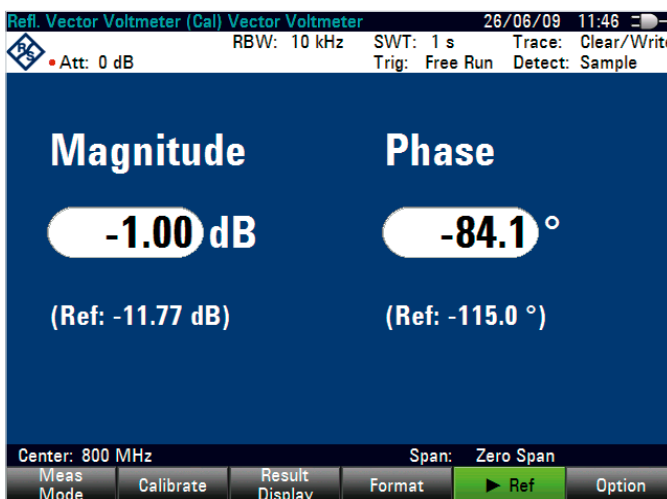 Refl. Vector Voltmeter (Cal) Vector Voltmeter 26/06/09 11:46
R&S RBW: 10 kHz SWT: 1 s Trace: Clear/Write
Att: 0 dB Trig: Free Run Detect: Sample
Magnitude Phase
-1.00 dB -84.1 °
(Ref: -11.77 dB) (Ref: -115.0 °)
Center: 800 MHz Span: Zero Span
Meas Mode Calibrate Result Display Format ► Ref Option